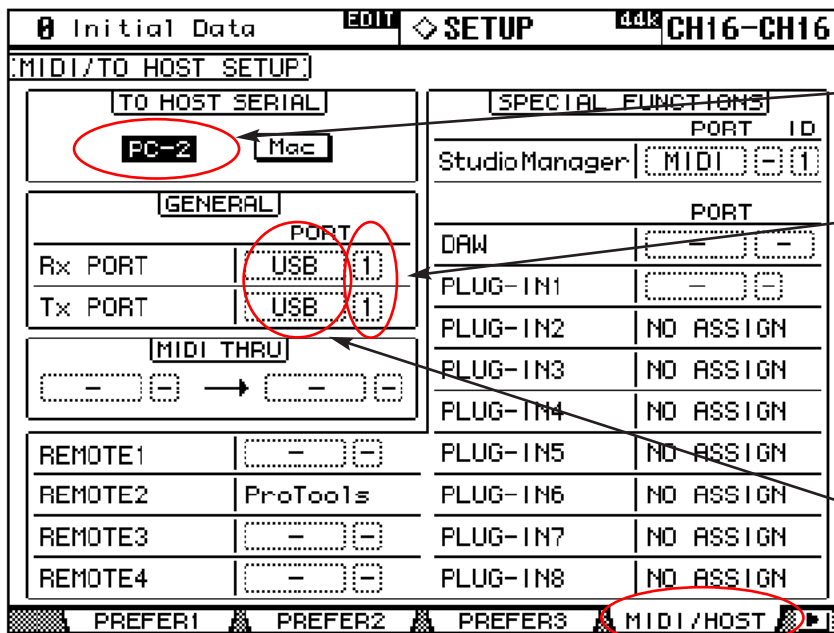 0 Initial Data EDIT ◇ SETUP ddk CH16-CH16
MIDI/TO HOST SETUP
TO HOST SERIAL
PC-2 Mac
GENERAL
PORT
Rx PORT USB 1
Tx PORT USB 1
MIDI THRU
– – → – –
REMOTE1 – –
REMOTE2 ProTools
REMOTE3 – –
REMOTE4 – –
SPECIAL FUNCTIONS
PORT ID
StudioManager MIDI – 1
PORT
DAW – –
PLUG-IN1 – –
PLUG-IN2 NO ASSIGN
PLUG-IN3 NO ASSIGN
PLUG-IN4 NO ASSIGN
PLUG-IN5 NO ASSIGN
PLUG-IN6 NO ASSIGN
PLUG-IN7 NO ASSIGN
PLUG-IN8 NO ASSIGN
PREFER1 PREFER2 PREFER3 MIDI/HOST